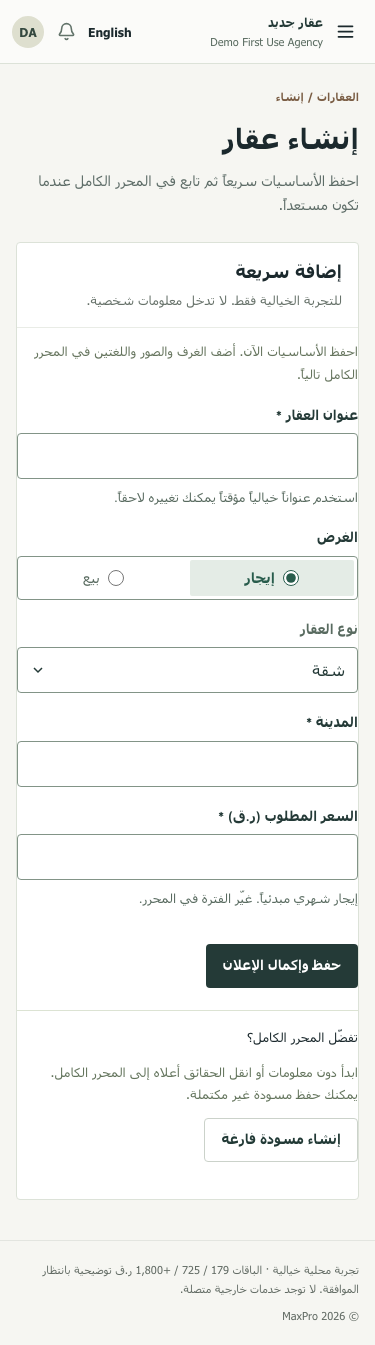 عقار جديد
Demo First Use Agency
English
DA
العقارات / إنشاء
إنشاء عقار
احفظ الأساسيات سريعاً ثم تابع في المحرر الكامل عندما
تكون مستعداً.
إضافة سريعة
للتجربة الخيالية فقط. لا تدخل معلومات شخصية.
احفظ الأساسيات الآن. أضف الغرف والصور واللغتين في المحرر
الكامل تالياً.
عنوان العقار *
استخدم عنواناً خيالياً مؤقتاً يمكنك تغييره لاحقاً.
الغرض
إيجار
بيع
نوع العقار
شقة
المدينة *
السعر المطلوب (ر.ق) *
إيجار شهري مبدئياً. غيّر الفترة في المحرر.
حفظ وإكمال الإعلان
تفضّل المحرر الكامل؟
ابدأ دون معلومات أو انقل الحقائق أعلاه إلى المحرر الكامل.
يمكنك حفظ مسودة غير مكتملة.
إنشاء مسودة فارغة
تجربة محلية خيالية · الباقات 179 / 725 / +1,800 ر.ق توضيحية بانتظار
الموافقة. لا توجد خدمات خارجية متصلة.
© 2026 MaxPro